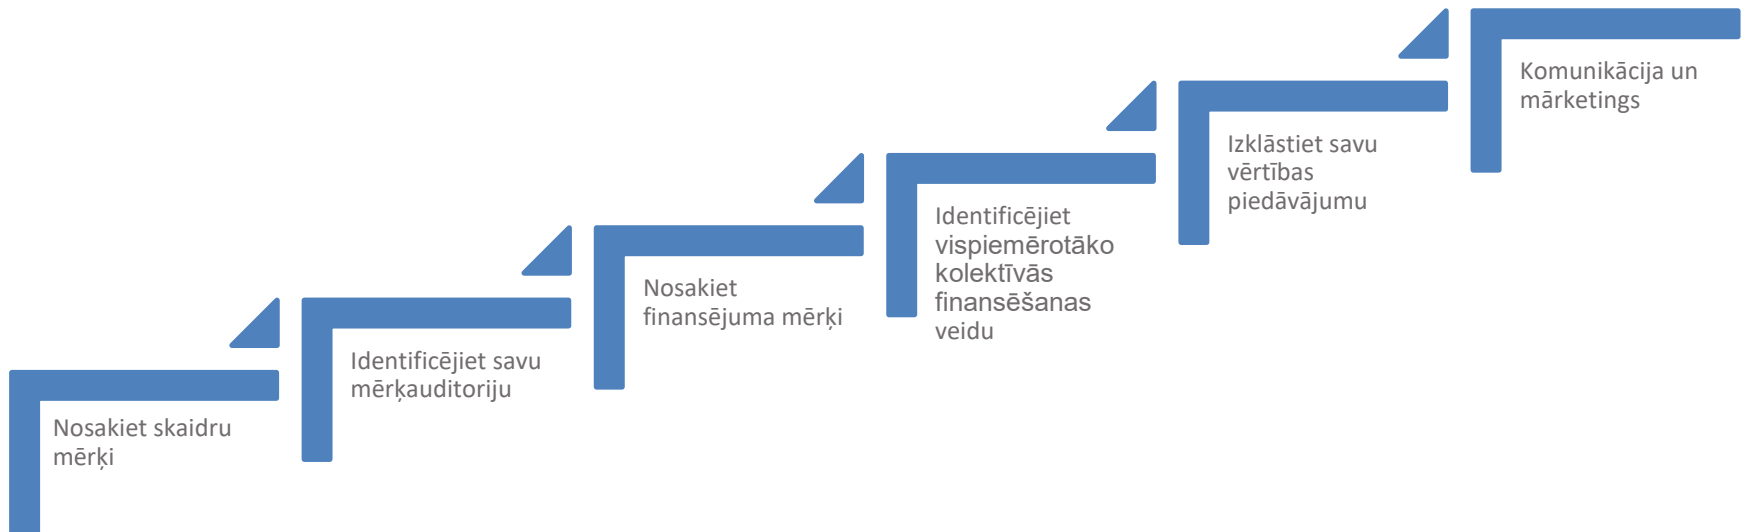 Nosakiet skaidru
mērķi
Identificējiet savu
mērķauditoriju
Nosakiet
finansējuma mērķi
Identificējiet
vispiemērotāko
kolektīvās
finansēšanas
veidu
Izklāstiet savu
vērtības
piedāvājumu
Komunikācija un
mārketings